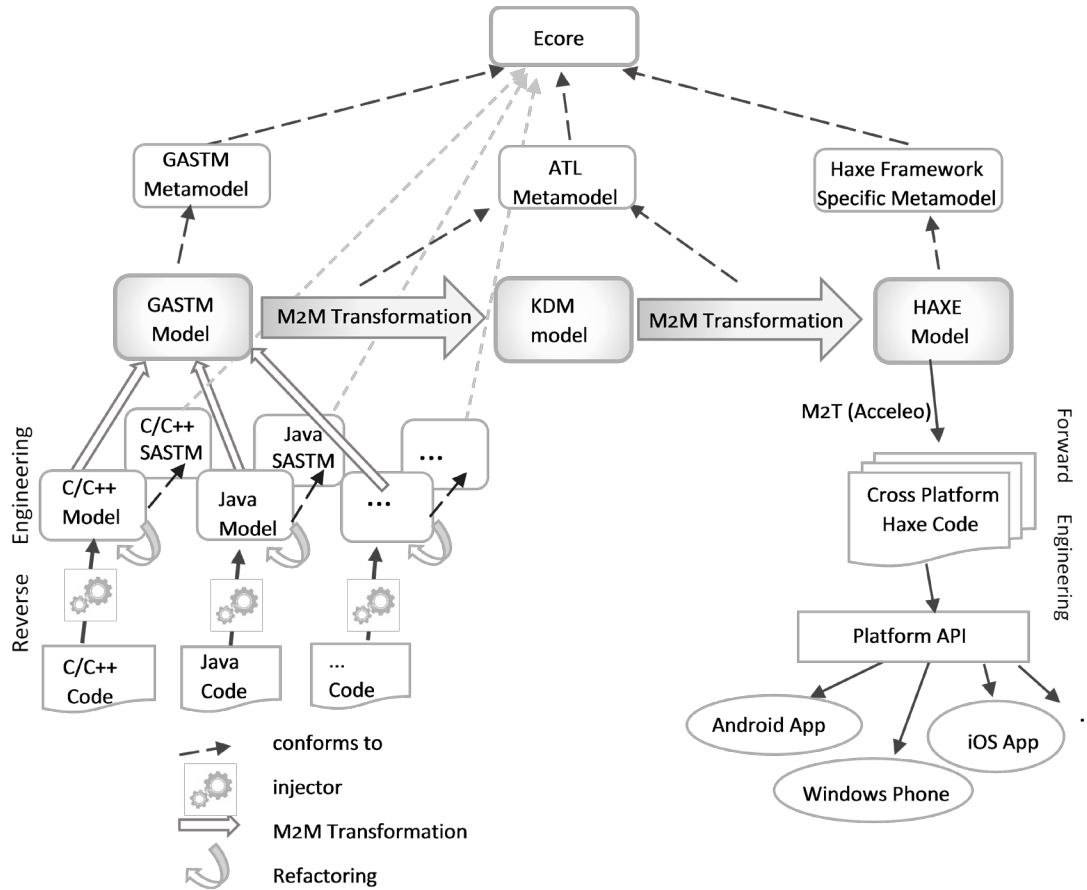 Ecore
GASTM
Metamodel
ATL
Metamodel
Haxe Framework
Specific Metamodel
GASTM
Model
M2M Transformation
KDM
model
M2M Transformation
HAXE
Model
M2T (Acceleo)
C/C++
SASTM
Java
SASTM
...
C/C++
Model
Java
Model
...
Reverse Engineering
Forward Engineering
Cross Platform
Haxe Code
Platform API
C/C++
Code
Java
Code
...
Code
Android App
iOS App
.
Windows Phone
conforms to
injector
M2M Transformation
Refactoring